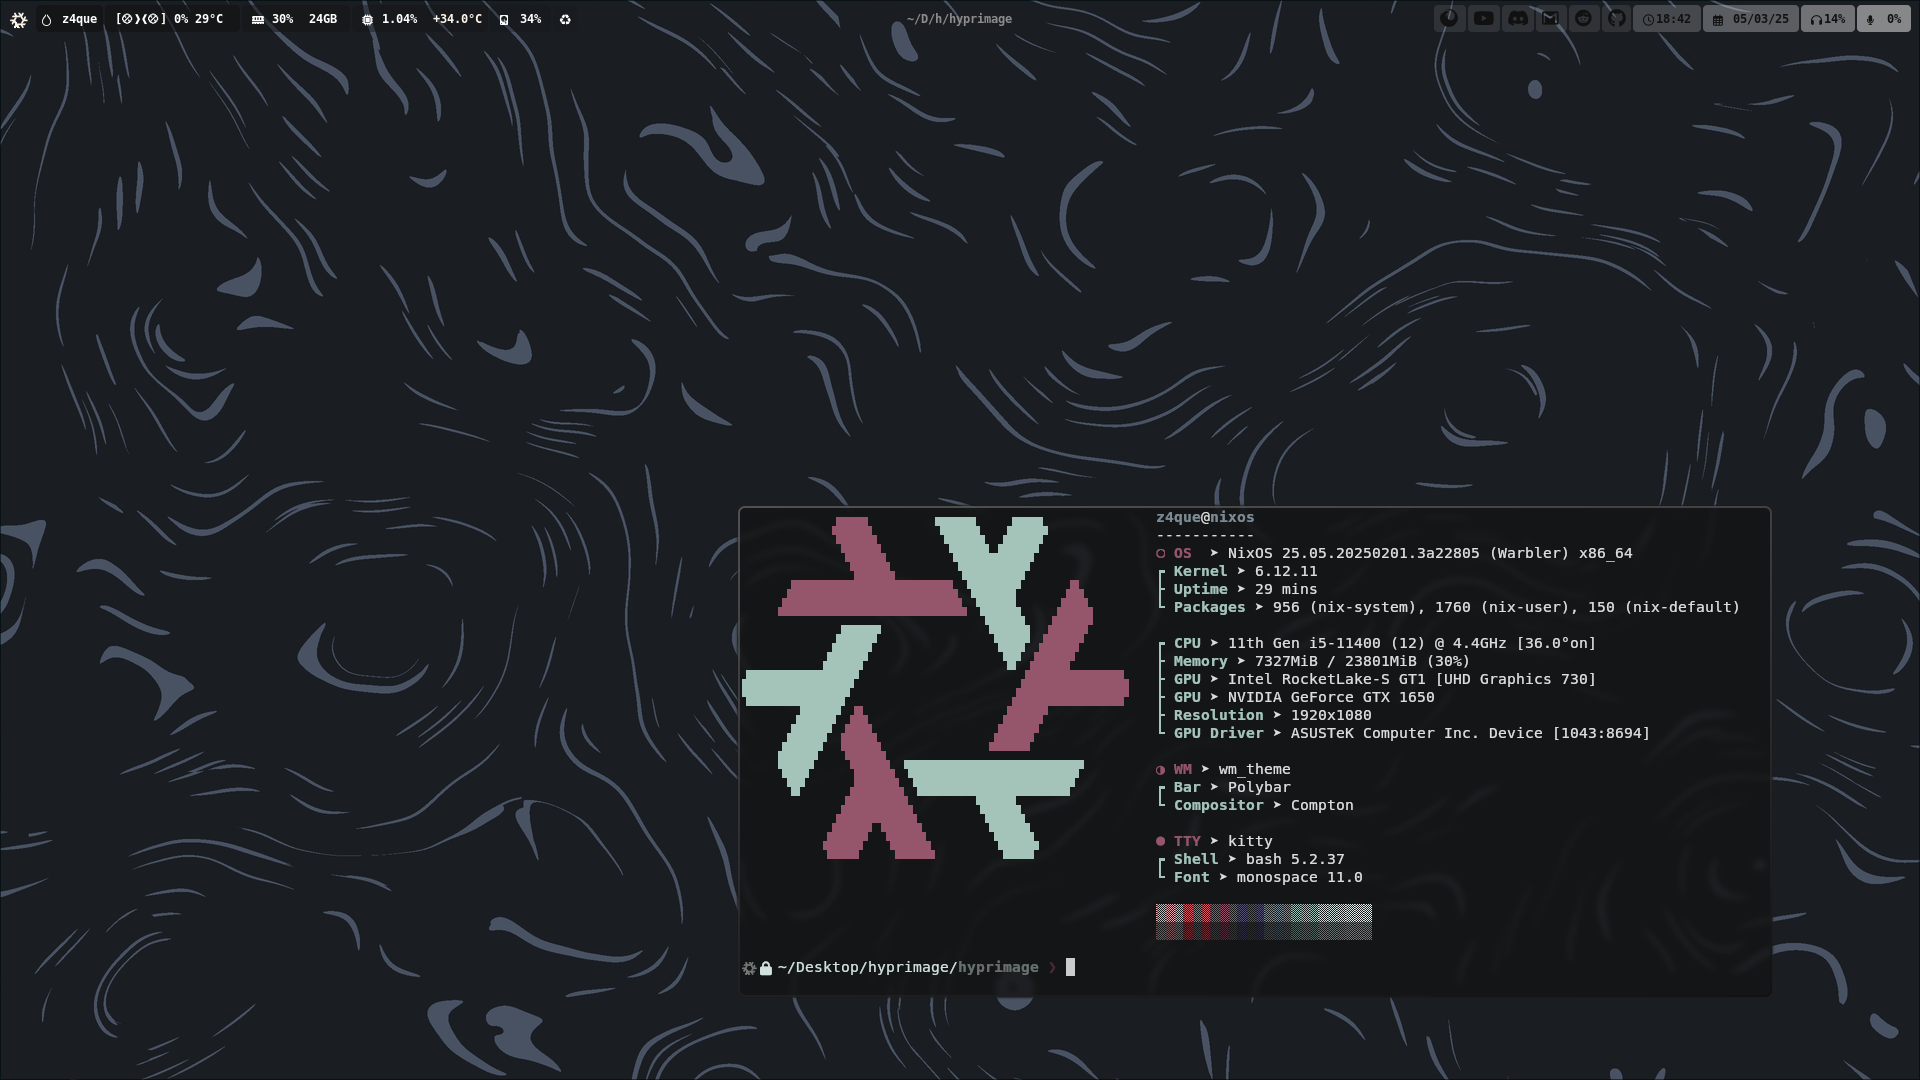 z4que 0% 29°C 30% 24GB 1.04% +34.0°C 34% ~/D/h/hyprimage 18:42 05/03/25 14% 0%
z4que@nixos
-----------
OS ➤ NixOS 25.05.20250201.3a22805 (Warbler) x86_64
Kernel ➤ 6.12.11
Uptime ➤ 29 mins
Packages ➤ 956 (nix-system), 1760 (nix-user), 150 (nix-default)
CPU ➤ 11th Gen i5-11400 (12) @ 4.4GHz [36.0°on]
Memory ➤ 7327MiB / 23801MiB (30%)
GPU ➤ Intel RocketLake-S GT1 [UHD Graphics 730]
GPU ➤ NVIDIA GeForce GTX 1650
Resolution ➤ 1920x1080
GPU Driver ➤ ASUSTeK Computer Inc. Device [1043:8694]
WM ➤ wm_theme
Bar ➤ Polybar
Compositor ➤ Compton
TTY ➤ kitty
Shell ➤ bash 5.2.37
Font ➤ monospace 11.0
~/Desktop/hyprimage/hyprimage ❯